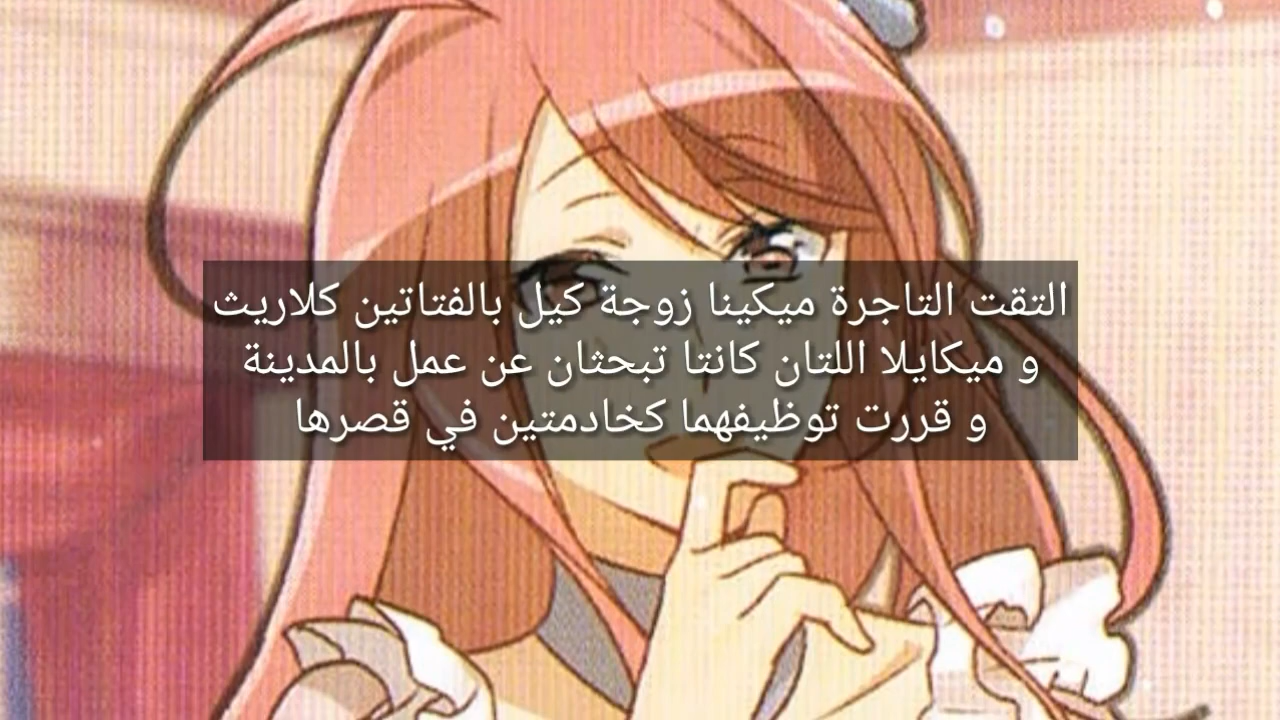 التقت التاجرة ميكينا زوجة كيل بالفتاتين كلاريث
و ميكايلا اللتان كانتا تبحثان عن عمل بالمدينة
و قررت توظيفهما كخادمتين في قصرها